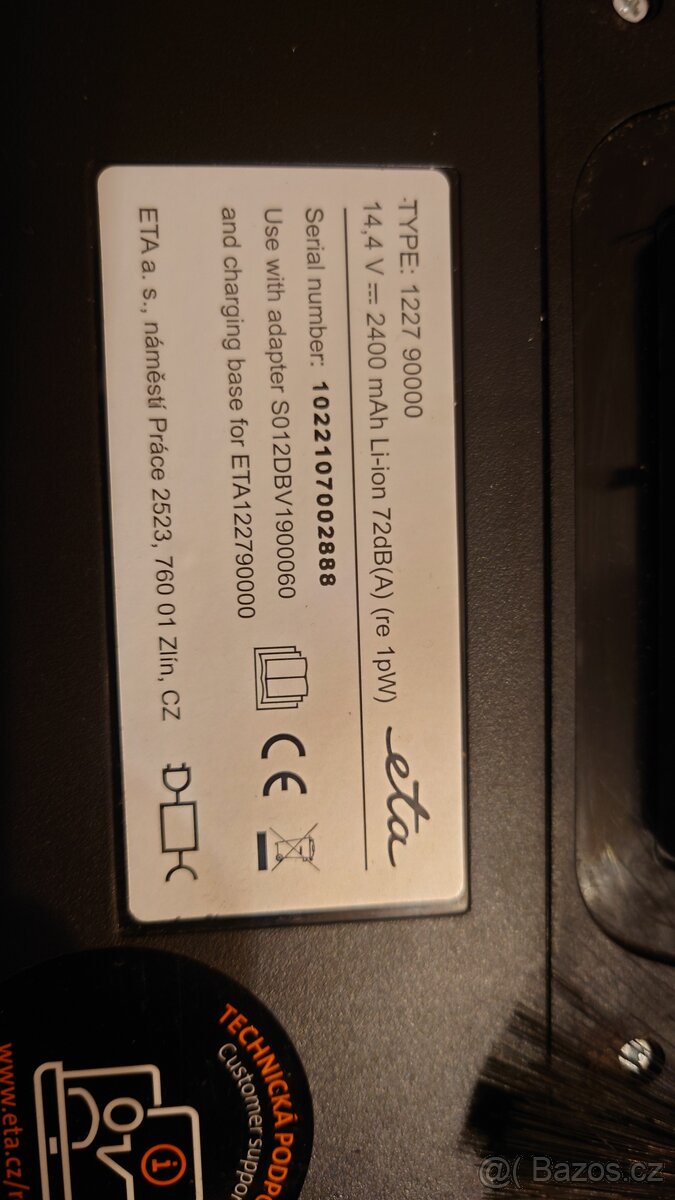 TYPE: 1227 90000
14,4 V 2400 mAh Li-ion 72dB(A) (re 1pW)
eta
Serial number: 1022107002888
Use with adapter S012DBV1900060
and charging base for ETA122790000
CE
ETA a. s., náměstí Práce 2523, 760 01 Zlín, CZ
TECHNICKÁ
Customer
i
www.eta.cz/
@( Bazos.cz